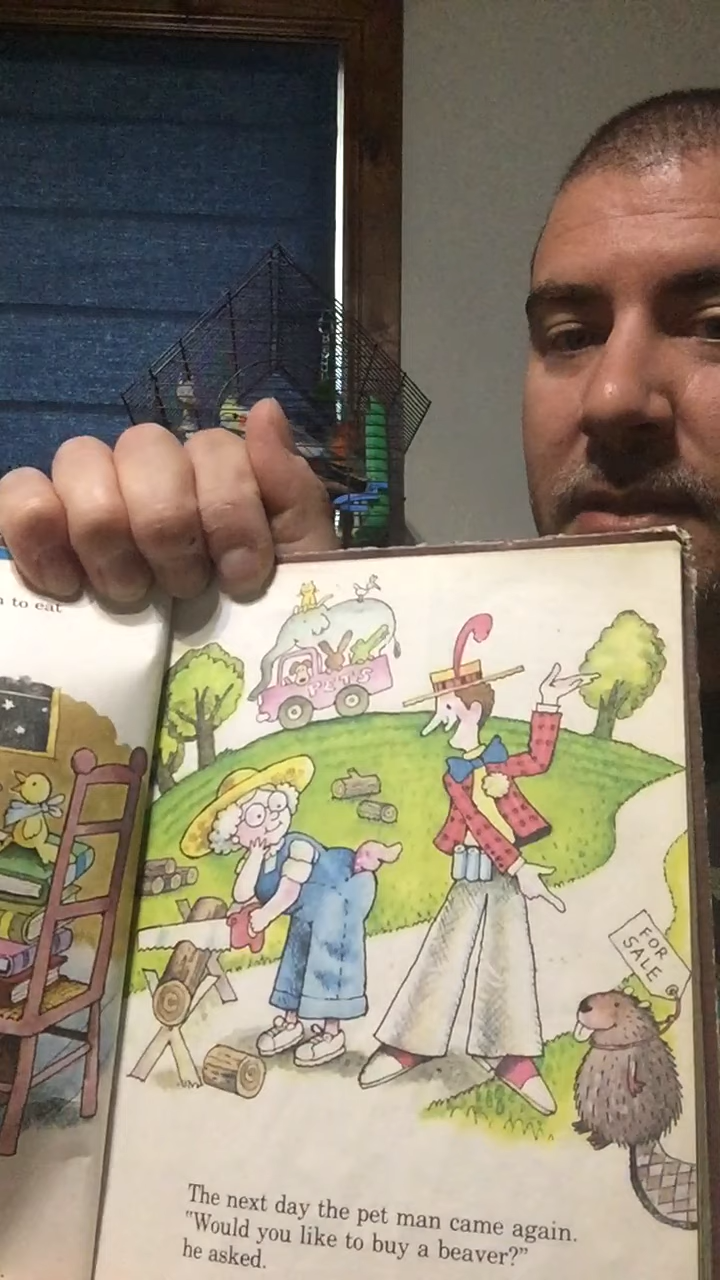 to eat
PETS
FOR
SALE
The next day the pet man came again.
"Would you like to buy a beaver?"
he asked.